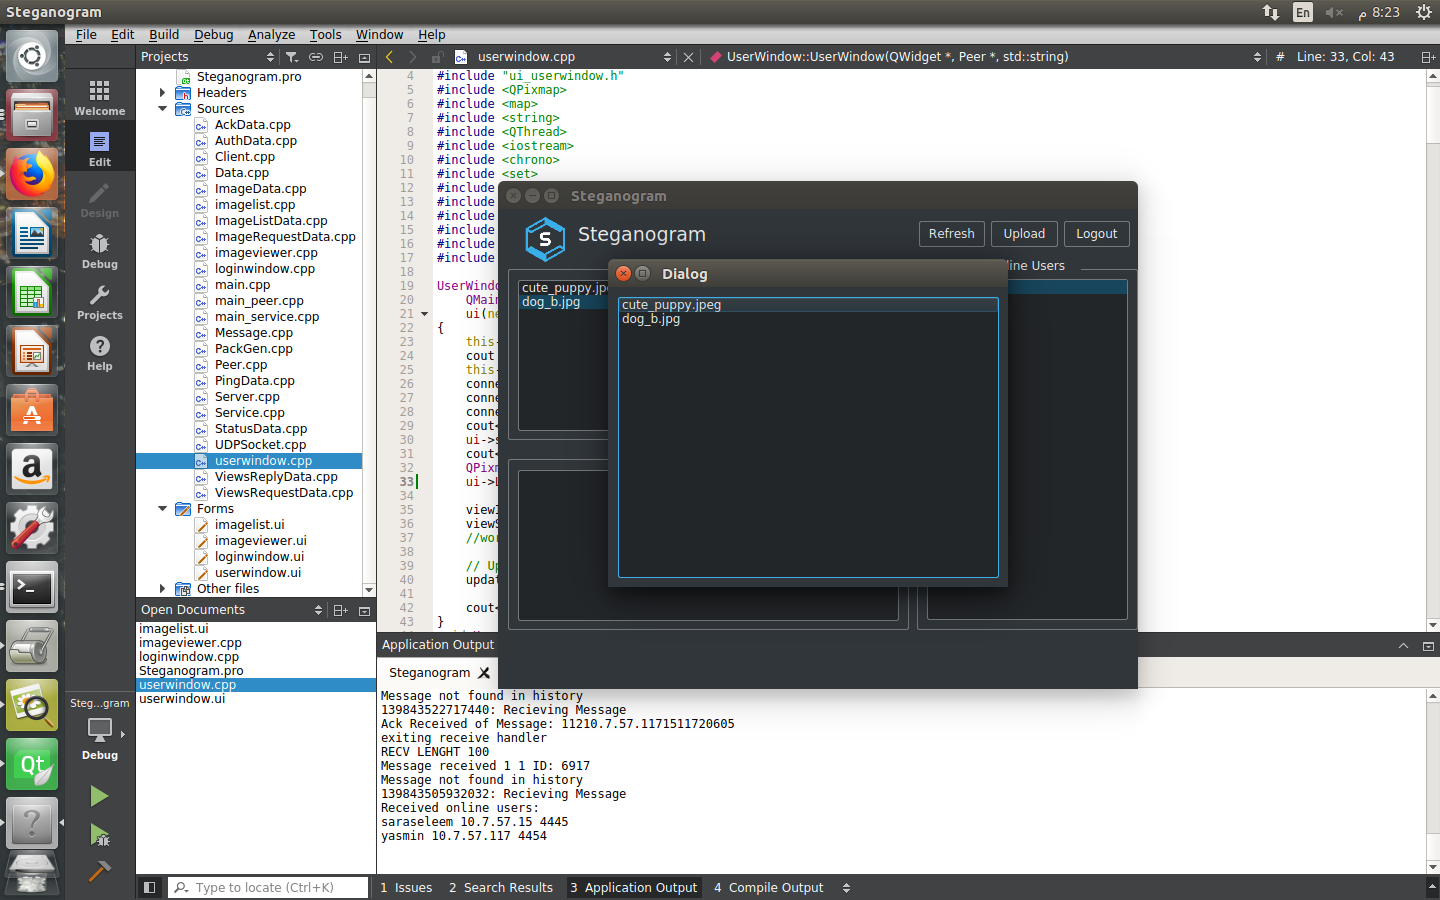 Steganogram
En
8:23 م
File Edit Build Debug Analyze Tools Window Help
Projects
userwindow.cpp
UserWindow::UserWindow(QWidget *, Peer *, std::string)
# Line: 33, Col: 43
Welcome
Edit
Design
Debug
Projects
Help
Steg...gram
Debug
Steganogram.pro
Headers
Sources
AckData.cpp
AuthData.cpp
Client.cpp
Data.cpp
ImageData.cpp
imagelist.cpp
ImageListData.cpp
ImageRequestData.cpp
imageviewer.cpp
loginwindow.cpp
main.cpp
main_peer.cpp
main_service.cpp
Message.cpp
PackGen.cpp
Peer.cpp
PingData.cpp
Server.cpp
Service.cpp
StatusData.cpp
UDPSocket.cpp
userwindow.cpp
ViewsReplyData.cpp
ViewsRequestData.cpp
Forms
imagelist.ui
imageviewer.ui
loginwindow.ui
userwindow.ui
Other files
Open Documents
imagelist.ui
imageviewer.cpp
loginwindow.cpp
Steganogram.pro
userwindow.cpp
userwindow.ui
4 #include "ui_userwindow.h"
5 #include <QPixmap>
6 #include <map>
7 #include <string>
8 #include <QThread>
9 #include <iostream>
10 #include <chrono>
11 #include <set>
12 #include
13 #include
14 #include
15 #include
16 #include
17 #include
18
19 UserWindo
20 QMain
21 ui(ne
22 {
23 this-
24 cout
25 this-
26 conne
27 conne
28 conne
29 cout<
30 ui->s
31 cout<
32 QPixm
33 ui->L
34
35 viewI
36 viewS
37 //wor
38
39 // Up
40 updat
41
42 cout<
43 }
Steganogram
S
Steganogram
Refresh Upload Logout
line Users
cute_puppy.jpe
dog_b.jpg
Dialog
cute_puppy.jpeg
dog_b.jpg
Application Output
Steganogram
Message not found in history
139843522717440: Recieving Message
Ack Received of Message: 11210.7.57.1171511720605
exiting receive handler
RECV LENGHT 100
Message received 1 1 ID: 6917
Message not found in history
139843505932032: Recieving Message
Received online users:
saraseleem 10.7.57.15 4445
yasmin 10.7.57.117 4454
Type to locate (Ctrl+K)
1 Issues 2 Search Results 3 Application Output 4 Compile Output